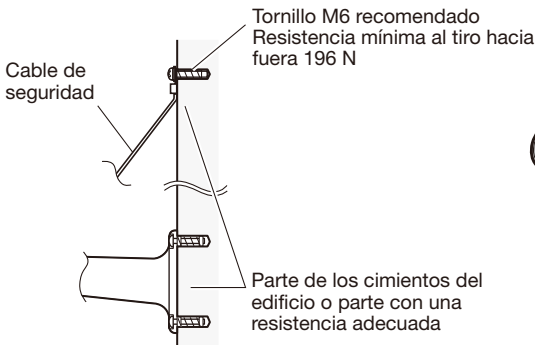 Tornillo M6 recomendado
Resistencia mínima al tiro hacia
fuera 196 N
Cable de
seguridad
Parte de los cimientos del
edificio o parte con una
resistencia adecuada